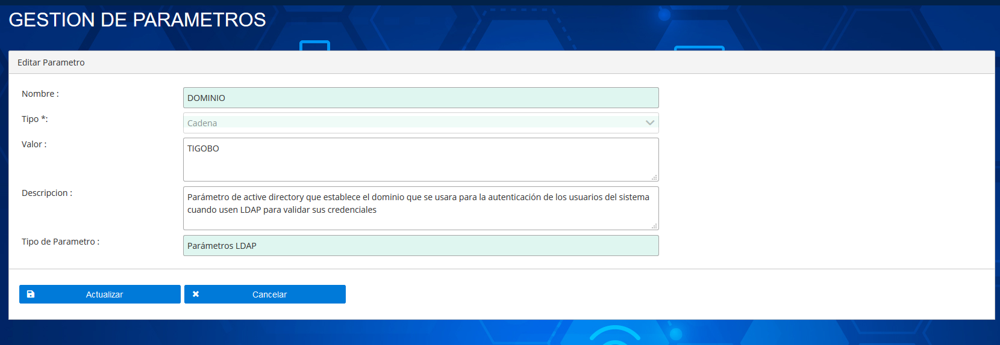 GESTION DE PARAMETROS
Editar Parametro
Nombre :
DOMINIO
Tipo *:
Cadena
Valor :
TIGOBO
Descripcion :
Parámetro de active directory que establece el dominio que se usara para la autenticación de los usuarios del sistema
cuando usen LDAP para validar sus credenciales
Tipo de Parametro :
Parámetros LDAP
Actualizar
Cancelar